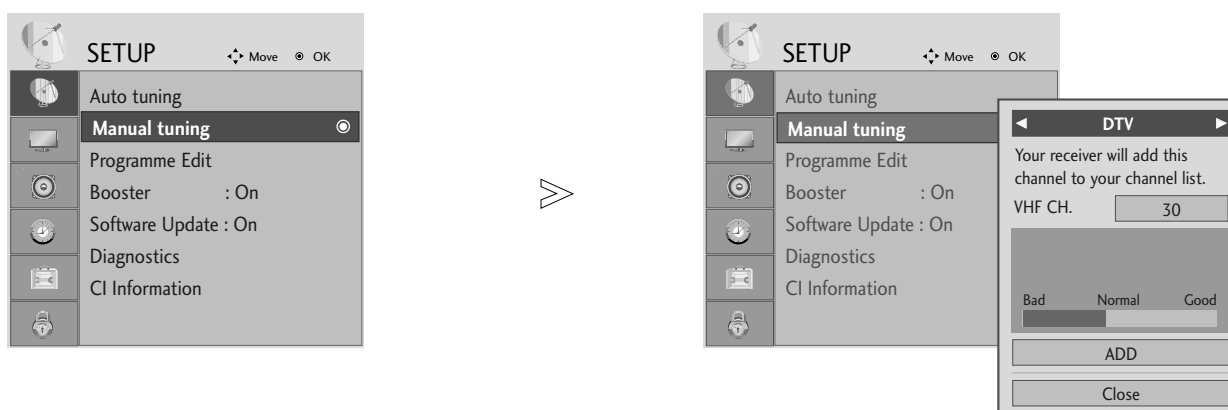 SETUP Move OK
Auto tuning
Manual tuning
Programme Edit
Booster : On
Software Update : On
Diagnostics
CI Information
SETUP Move OK
Auto tuning
Manual tuning
Programme Edit
Booster : On
Software Update : On
Diagnostics
CI Information
◀ DTV ▶
Your receiver will add this
channel to your channel list.
VHF CH. 30
Bad Normal Good
ADD
Close